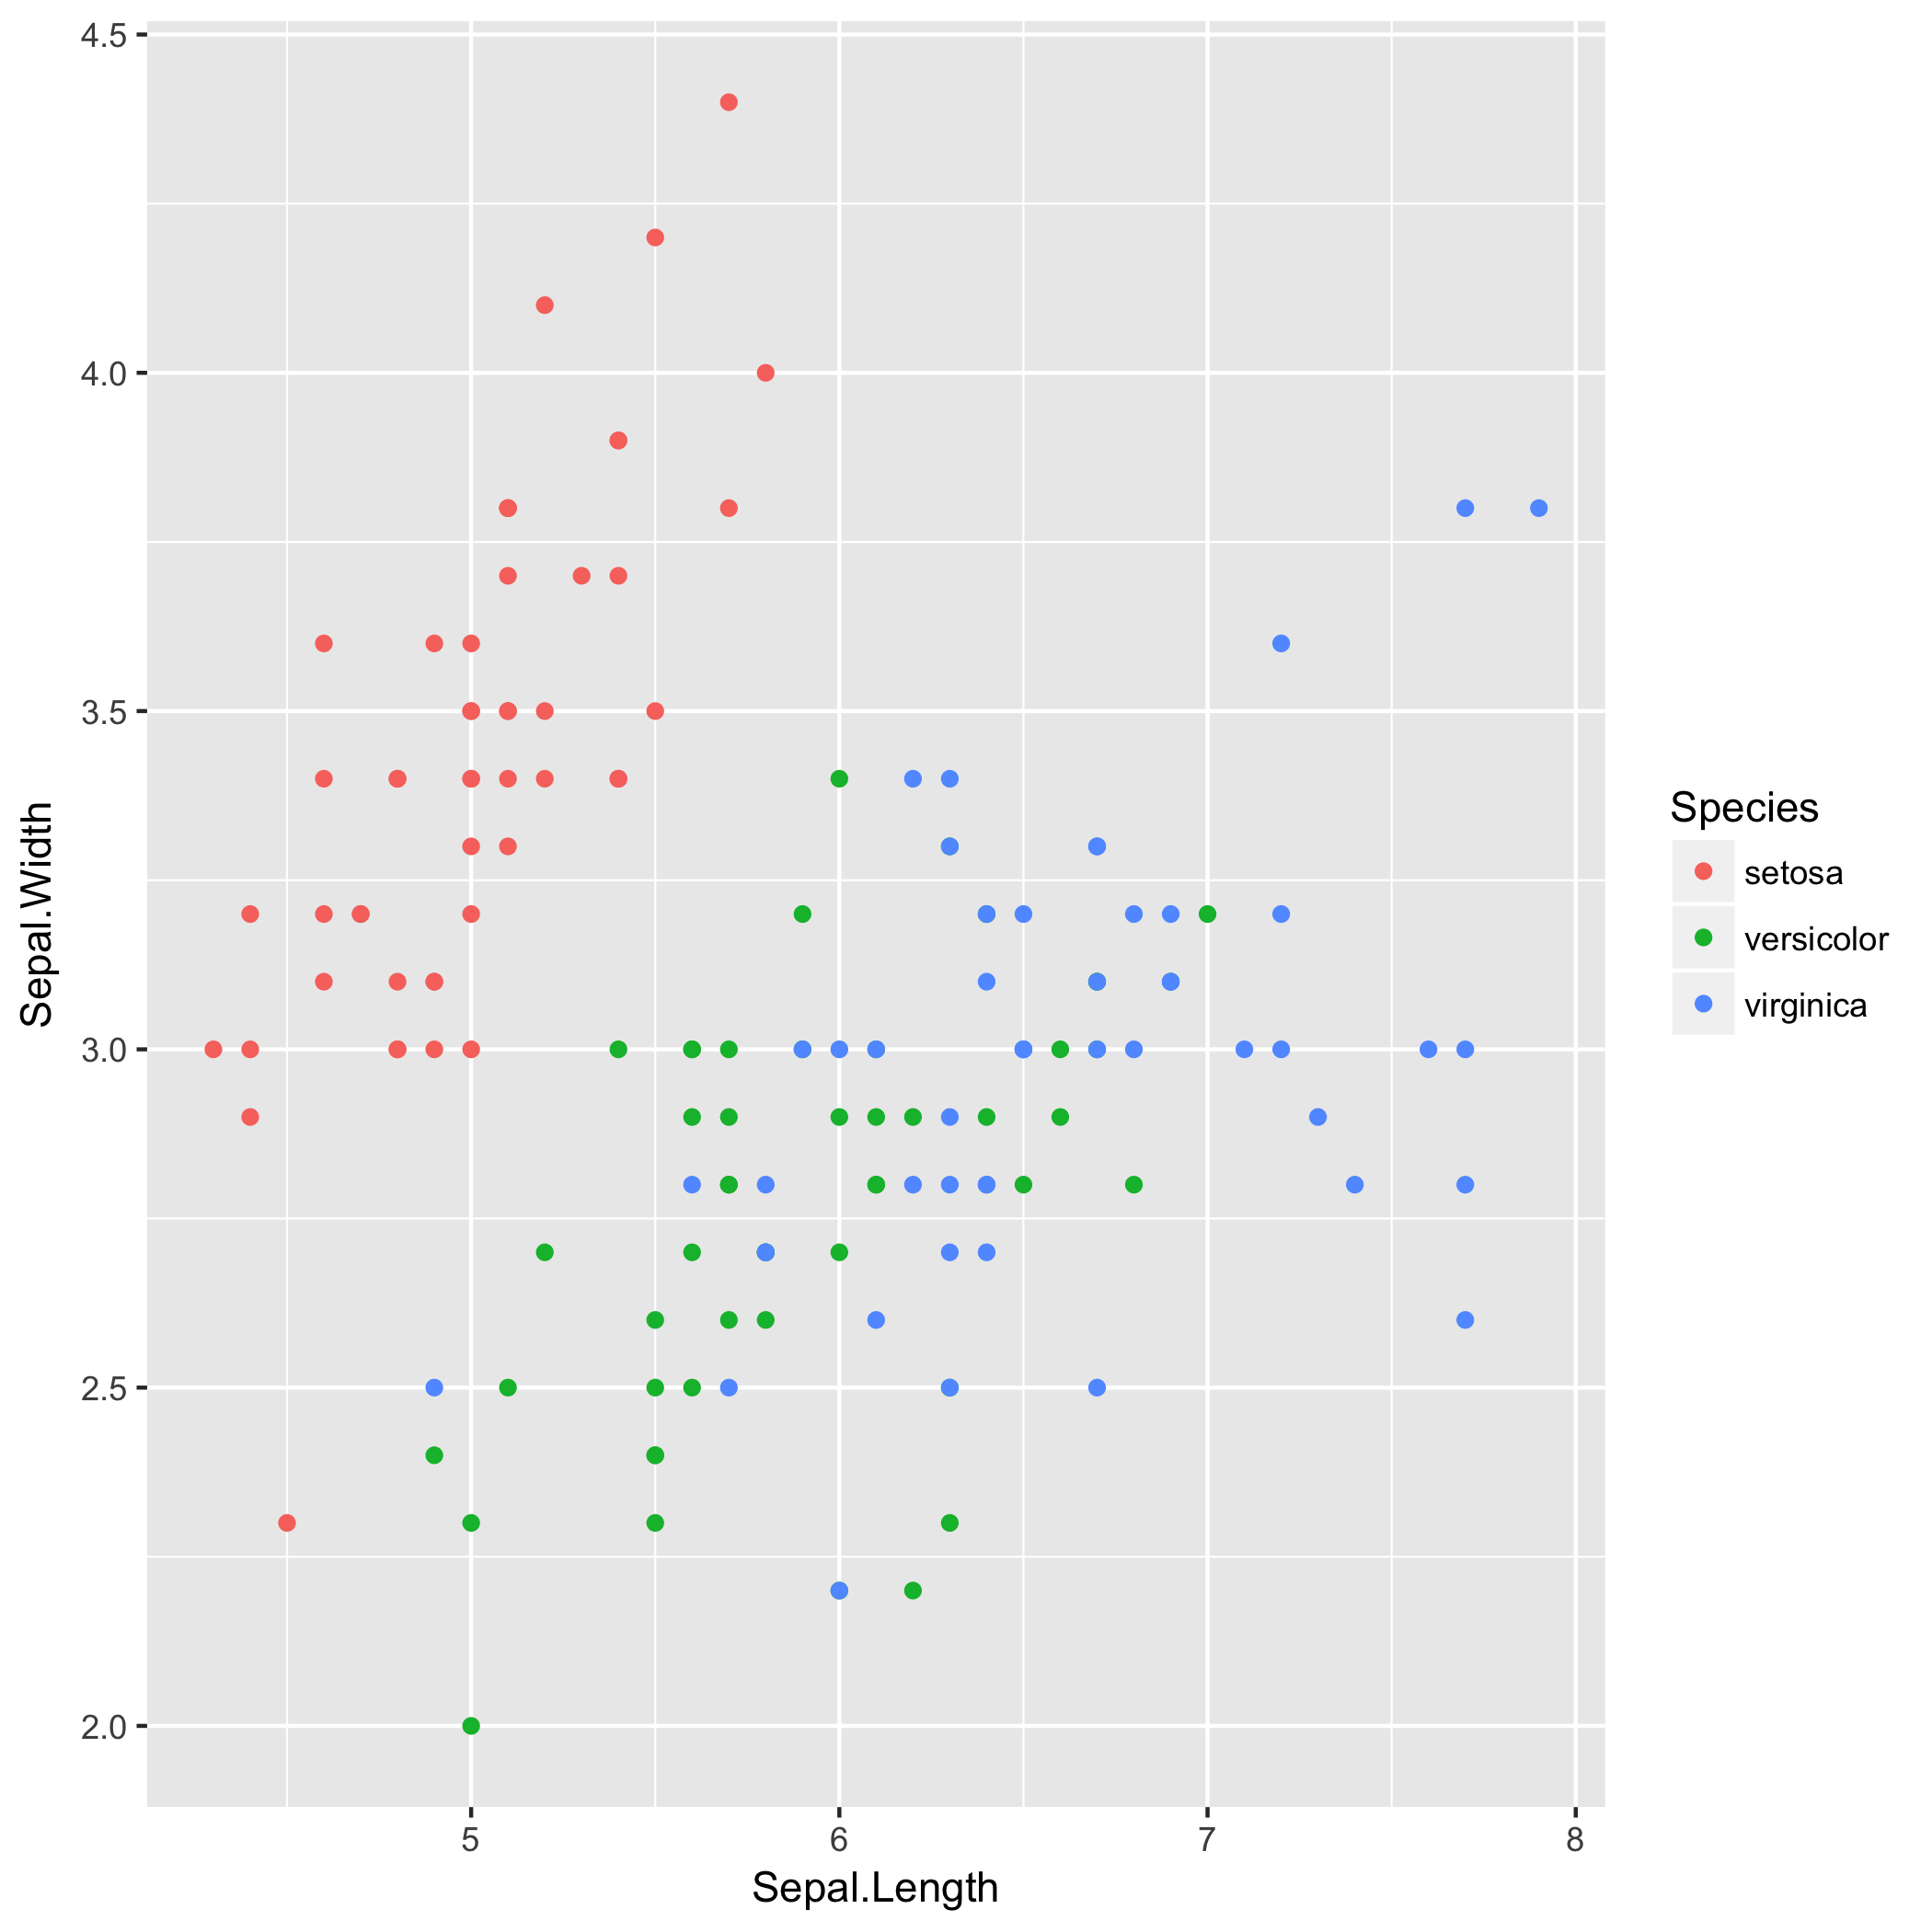 4.5
4.0
3.5
3.0
2.5
2.0
5 6 7 8
Sepal.Length
Sepal.Width
Species
setosa
versicolor
virginica